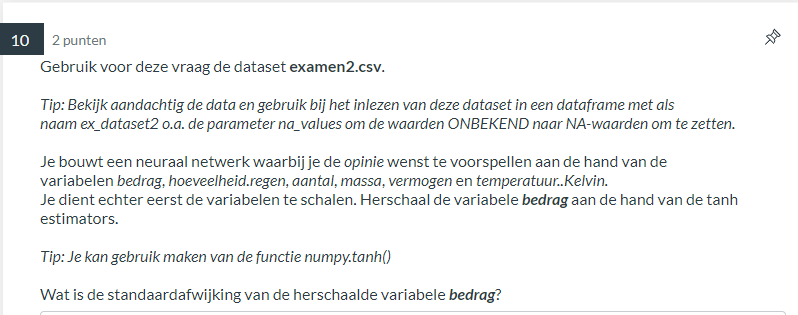 10 2 punten
Gebruik voor deze vraag de dataset examen2.csv.
Tip: Bekijk aandachtig de data en gebruik bij het inlezen van deze dataset in een dataframe met als
naam ex_dataset2 o.a. de parameter na_values om de waarden ONBEKEND naar NA-waarden om te zetten.
Je bouwt een neuraal netwerk waarbij je de opinie wenst te voorspellen aan de hand van de
variabelen bedrag, hoeveelheid.regen, aantal, massa, vermogen en temperatuur..Kelvin.
Je dient echter eerst de variabelen te schalen. Herschaal de variabele bedrag aan de hand van de tanh
estimators.
Tip: Je kan gebruik maken van de functie numpy.tanh()
Wat is de standaardafwijking van de herschaalde variabele bedrag?